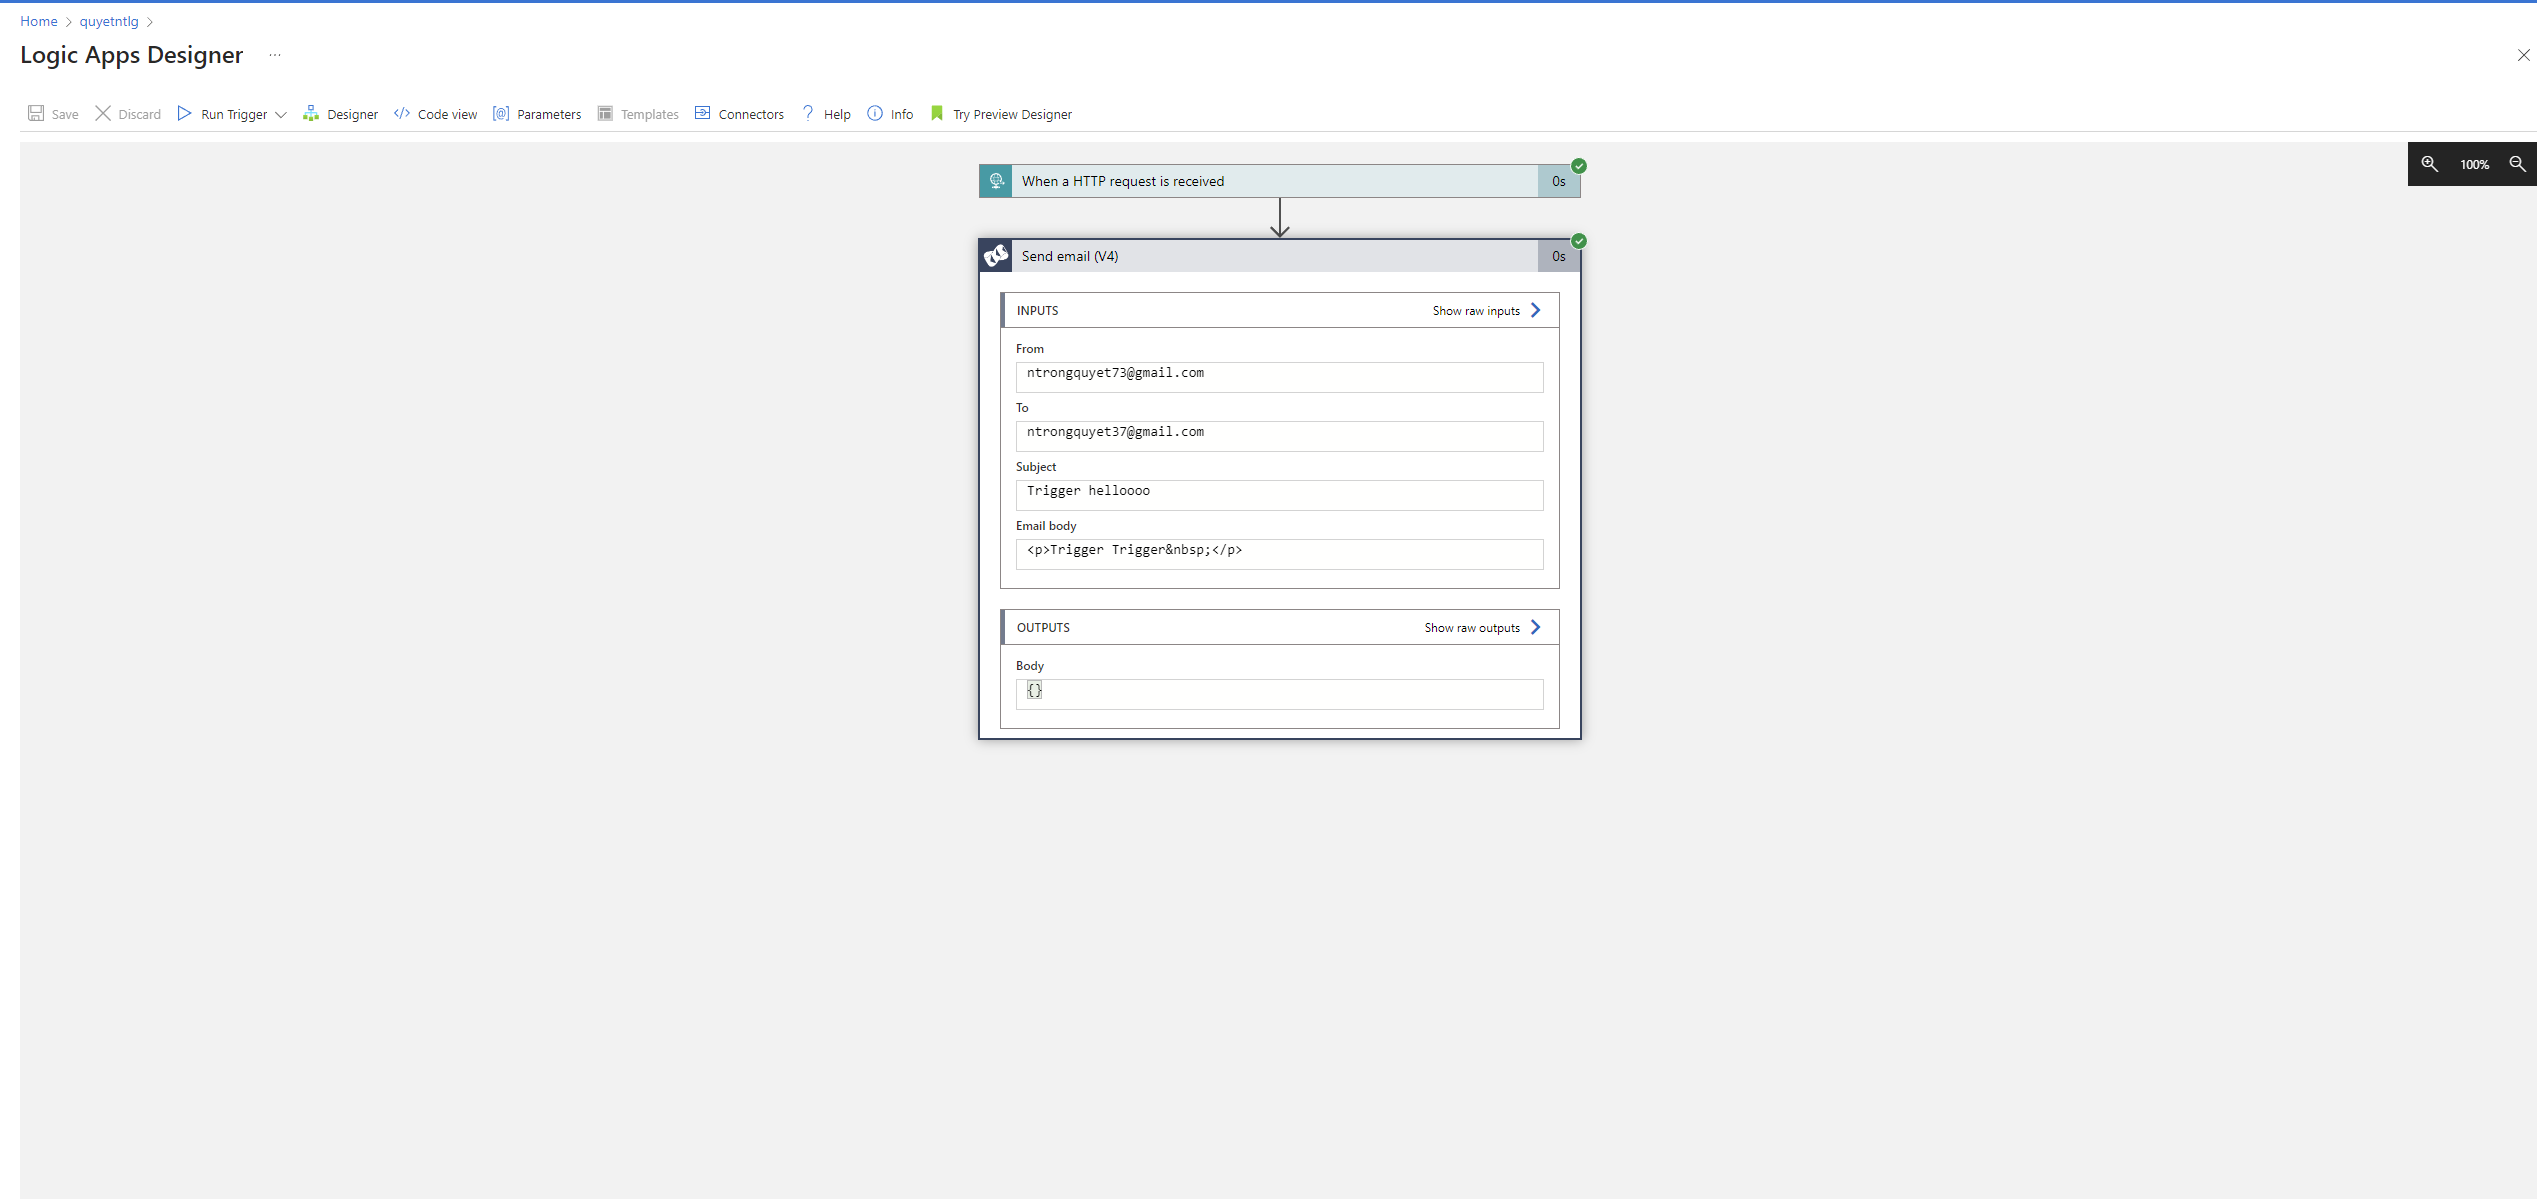 Home > quyetntlg >
Logic Apps Designer ...
Save Discard Run Trigger Designer Code view Parameters Templates Connectors Help Info Try Preview Designer
100%
When a HTTP request is received 0s
Send email (V4) 0s
INPUTS Show raw inputs
From
ntrongquyet73@gmail.com
To
ntrongquyet37@gmail.com
Subject
Trigger helloooo
Email body
<p>Trigger Trigger&nbsp;</p>
OUTPUTS Show raw outputs
Body
{}